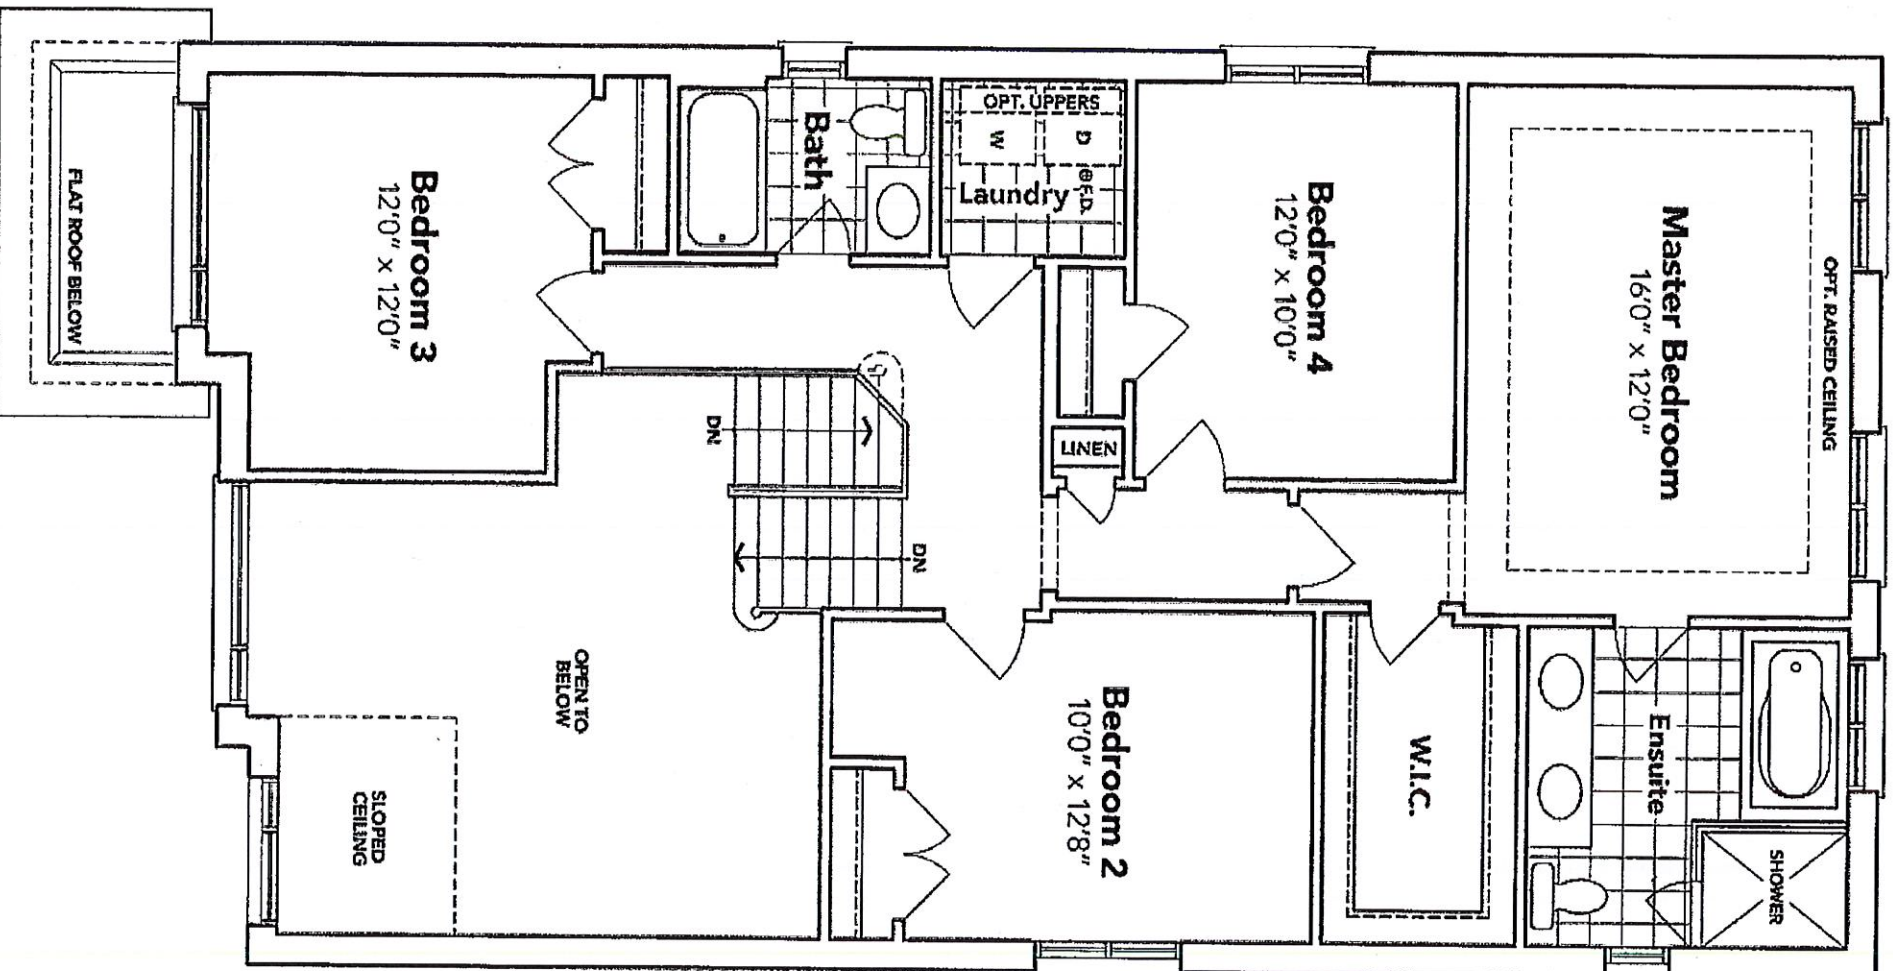 OPT. RAISED CEILING
Master Bedroom
16'0" x 12'0"
Ensuite
SHOWER
W.I.C.
Bedroom 4
12'0" x 10'0"
LINEN
Bedroom 2
10'0" x 12'8"
OPT. UPPERS
W
D
F.D.
Laundry
Bath
DN
DN
Bedroom 3
12'0" x 12'0"
OPEN TO
BELOW
SLOPED
CEILING
FLAT ROOF BELOW